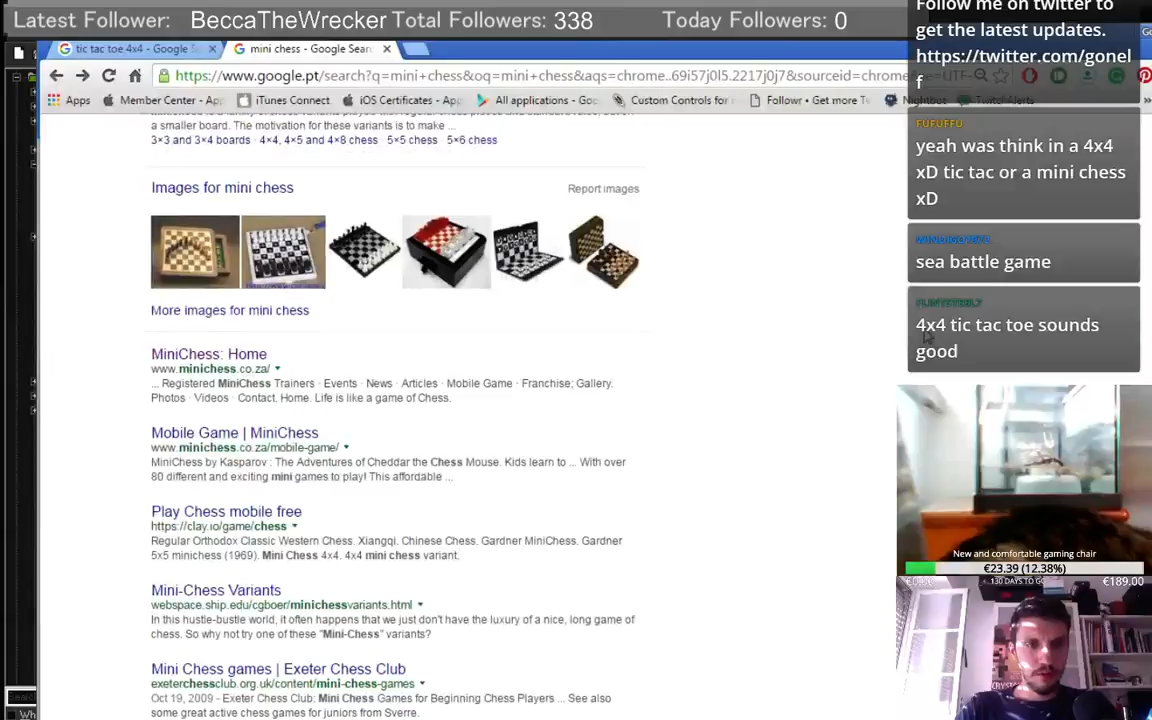 Latest Follower: BeccaTheWrecker Total Followers: 338 Today Followers: 0
tic tac toe 4x4 - Google S
mini chess - Google Sear
https://www.google.pt/search?q=mini+chess&oq=mini+chess&aqs=chrome..69i57j0l5.2217j0j7&sourceid=chrome
Apps
Member Center - Ap
iTunes Connect
iOS Certificates - Ap
All applications - Goo
Custom Controls for
Followr - Get more Tw
Nightbot
TwitchAlerts
a smaller board. The motivation for these variants is to make ...
3×3 and 3×4 boards · 4×4, 4×5 and 4×8 chess · 5×5 chess · 5×6 chess
Images for mini chess
Report images
More images for mini chess
MiniChess: Home
www.minichess.co.za/
... Registered MiniChess Trainers · Events · News · Articles · Mobile Game · Franchise; Gallery.
Photos · Videos · Contact. Home. Life is like a game of Chess.
Mobile Game | MiniChess
www.minichess.co.za/mobile-game/
MiniChess by Kasparov : The Adventures of Cheddar the Chess Mouse. Kids learn to ... With over
80 different and exciting mini games to play! This affordable ...
Play Chess mobile free
https://clay.io/game/chess
Regular Orthodox Classic Western Chess. Xiangqi. Chinese Chess. Gardner MiniChess. Gardner
5x5 minichess (1969). Mini Chess 4x4. 4x4 mini chess variant.
Mini-Chess Variants
webspace.ship.edu/cgboer/minichessvariants.html
In this hustle-bustle world, it often happens that we just don't have the luxury of a nice, long game of
chess. So why not try one of these "Mini-Chess" variants?
Mini Chess games | Exeter Chess Club
exeterchessclub.org.uk/content/mini-chess-games
Oct 19, 2009 - Exeter Chess Club: Mini Chess Games for Beginning Chess Players ... See also
some great active chess games for juniors from Sverre.
Follow me on twitter to
get the latest updates.
https://twitter.com/gonel
f
FUFUFFU
yeah was think in a 4x4
xD tic tac or a mini chess
xD
sea battle game
4x4 tic tac toe sounds
good
New and comfortable gaming chair
€23.39 (12.38%)
€0.00
130 DAYS TO GO
€189.00